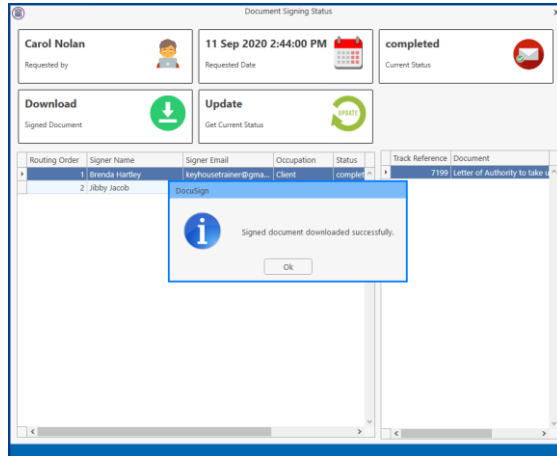 Document Signing Status
Carol Nolan
Requested by
11 Sep 2020 2:44:00 PM
Requested Date
completed
Current Status
Download
Signed Document
Update
Get Current Status
UPDATE
Routing Order Signer Name Signer Email Occupation Status
1 Brenda Hartley keyhousetrainer@gma... Client complet
2 Jibby Jacob
Track Reference Document
7199 Letter of Authority to take u
DocuSign
Signed document downloaded successfully.
Ok